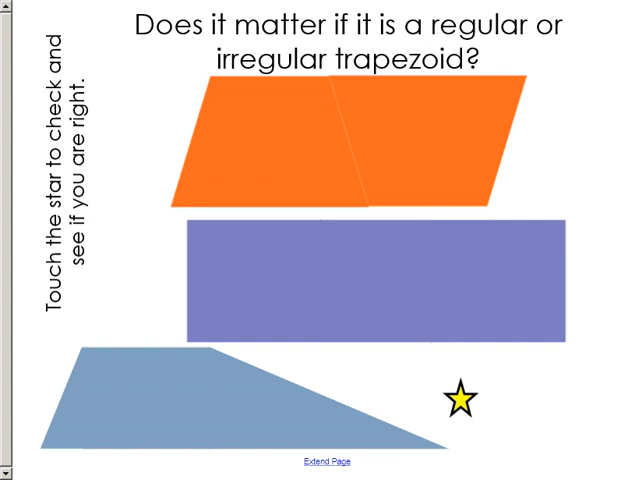 Does it matter if it is a regular or
irregular trapezoid?
Touch the star to check and
see if you are right.
Extend Page